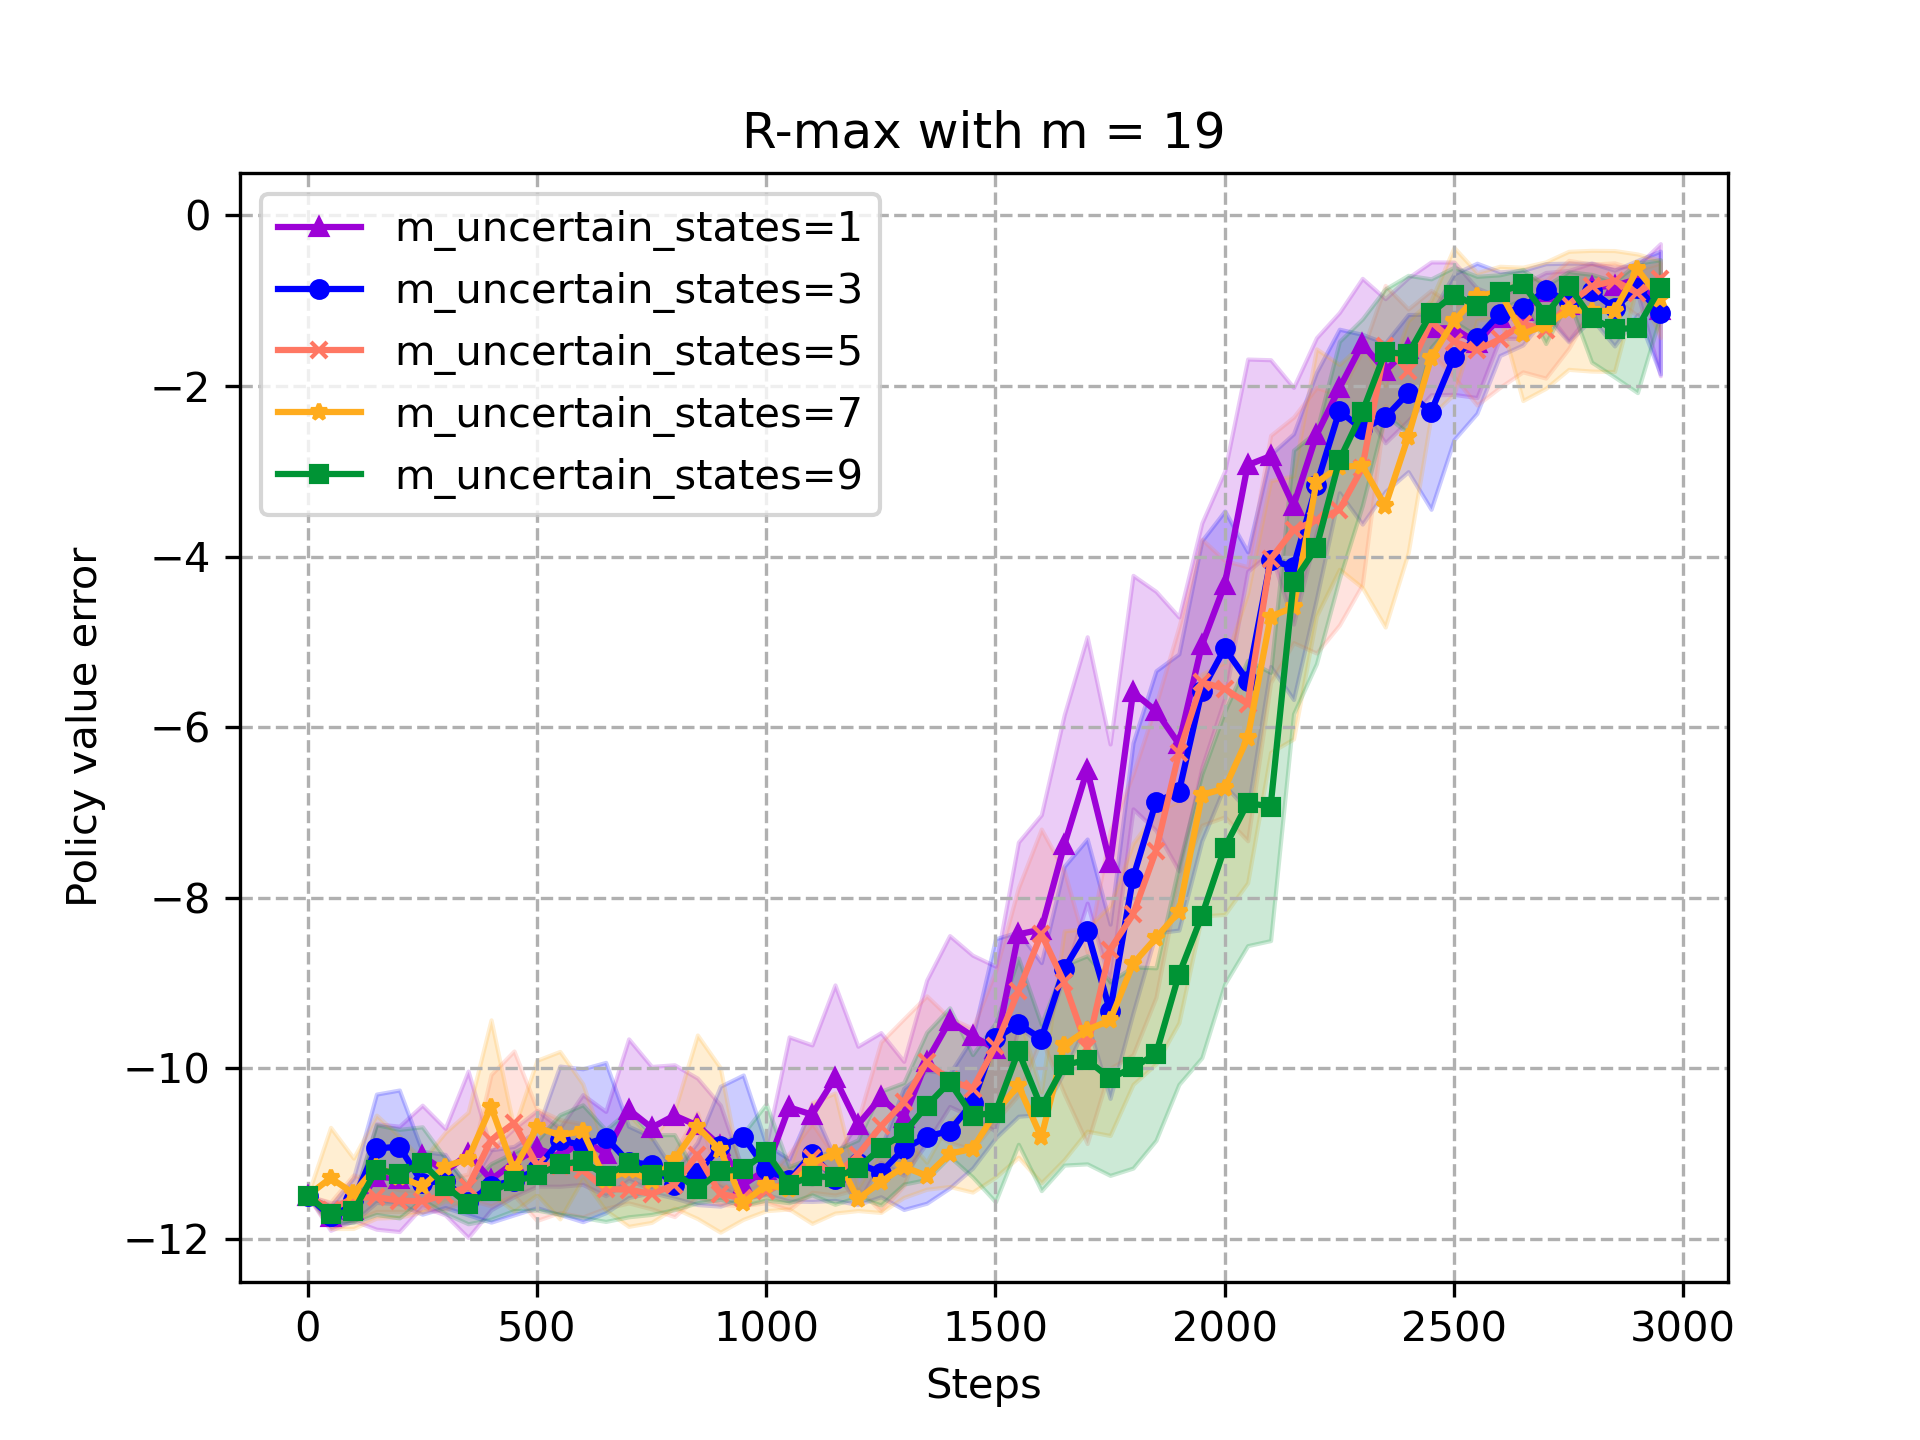 R-max with m = 19
m_uncertain_states=1
m_uncertain_states=3
m_uncertain_states=5
m_uncertain_states=7
m_uncertain_states=9
0
−2
−4
−6
−8
−10
−12
Policy value error
0 500 1000 1500 2000 2500 3000
Steps